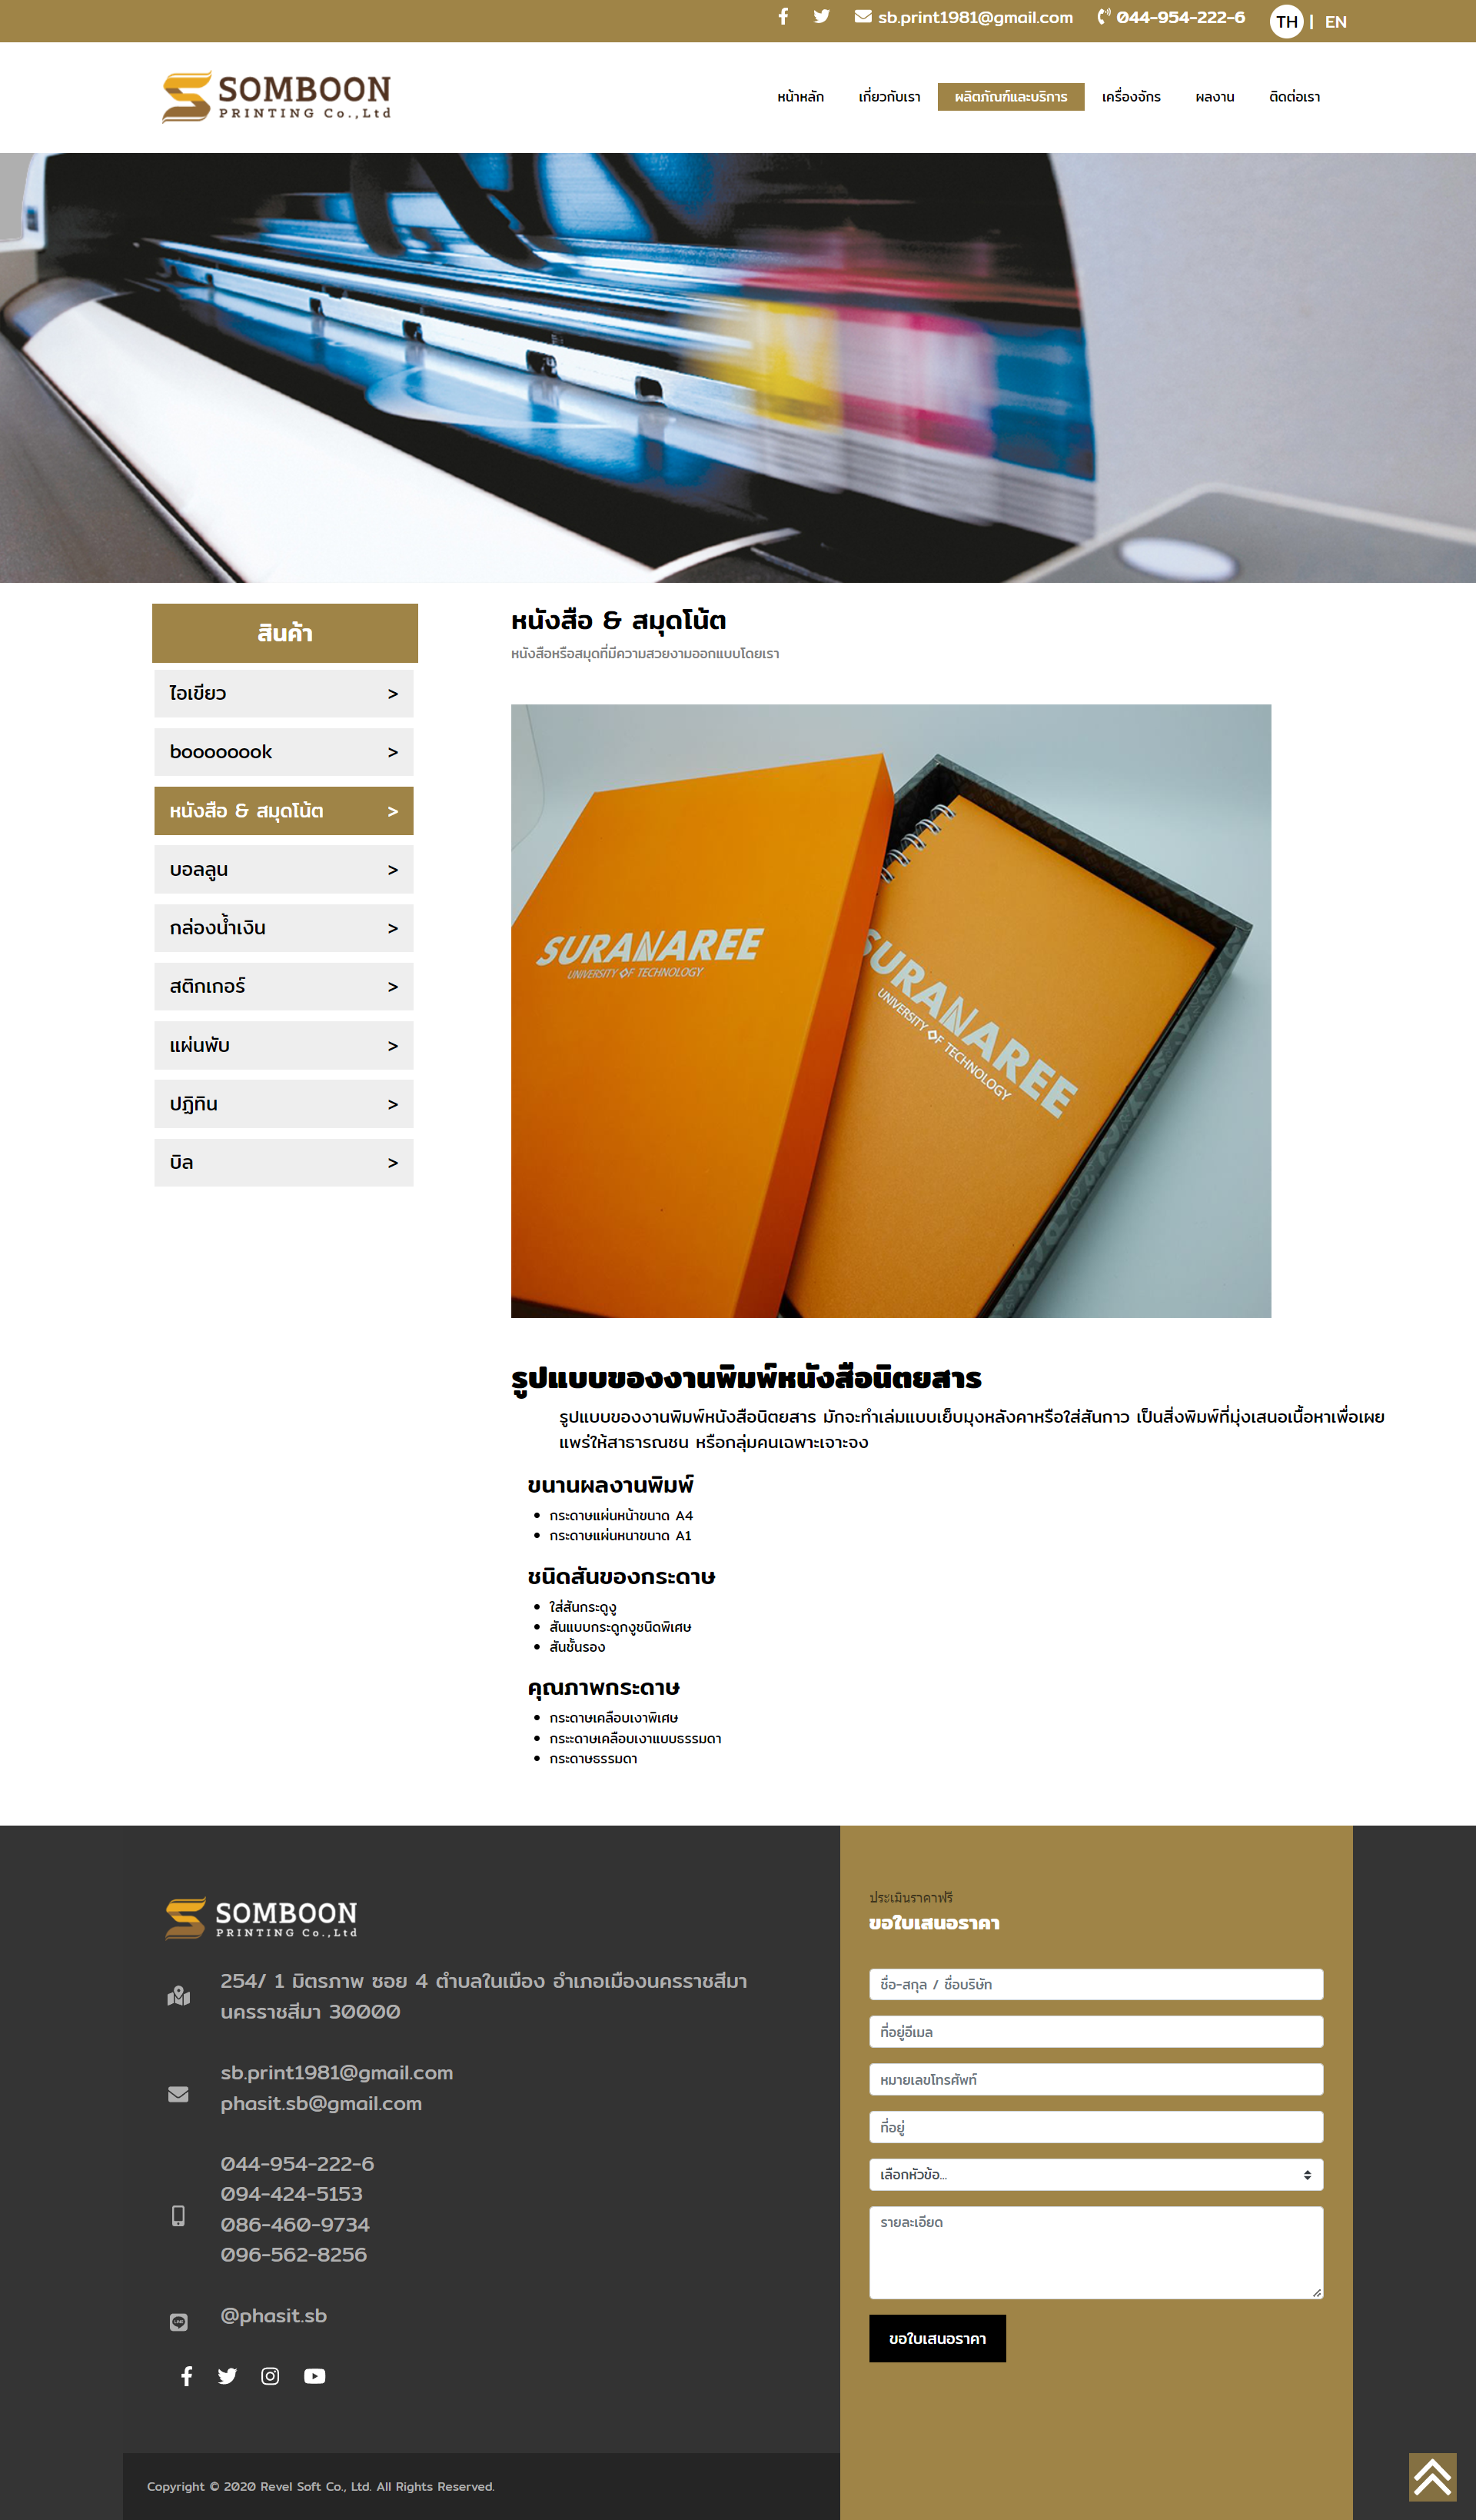 sb.print1981@gmail.com 044-954-222-6 TH | EN
SOMBOON
PRINTING Co.,Ltd
หน้าหลัก เกี่ยวกับเรา ผลิตภัณฑ์และบริการ เครื่องจักร ผลงาน ติดต่อเรา
สินค้า
ไอเขียว >
boooooook >
หนังสือ & สมุดโน้ต >
บอลลูน >
กล่องน้ำเงิน >
สติกเกอร์ >
แผ่นพับ >
ปฏิทิน >
บิล >
หนังสือ & สมุดโน้ต
หนังสือหรือสมุดที่มีความสวยงามออกแบบโดยเรา
SURANAREE
UNIVERSITY OF TECHNOLOGY
SURANAREE
UNIVERSITY OF TECHNOLOGY
รูปแบบของงานพิมพ์หนังสือนิตยสาร
รูปแบบของงานพิมพ์หนังสือนิตยสาร มักจะทำเล่มแบบเย็บมุงหลังคาหรือใส่สันกาว เป็นสิ่งพิมพ์ที่มุ่งเสนอเนื้อหาเพื่อเผย
แพร่ให้สาธารณชน หรือกลุ่มคนเฉพาะเจาะจง
ขนานผลงานพิมพ์
กระดาษแผ่นหน้าขนาด A4
กระดาษแผ่นหนาขนาด A1
ชนิดสันของกระดาษ
ใส่สันกระดูงู
สันแบบกระดูกงูชนิดพิเศษ
สันชั้นรอง
คุณภาพกระดาษ
กระดาษเคลือบเงาพิเศษ
กระะดาษเคลือบเงาแบบธรรมดา
กระดาษธรรมดา
SOMBOON
PRINTING Co.,Ltd
254/ 1 มิตรภาพ ซอย 4 ตำบลในเมือง อำเภอเมืองนครราชสีมา
นครราชสีมา 30000
sb.print1981@gmail.com
phasit.sb@gmail.com
044-954-222-6
094-424-5153
086-460-9734
096-562-8256
@phasit.sb
Copyright © 2020 Revel Soft Co., Ltd. All Rights Reserved.
ประเมินราคาฟรี
ขอใบเสนอราคา
ชื่อ-สกุล / ชื่อบริษัท
ที่อยู่อีเมล
หมายเลขโทรศัพท์
ที่อยู่
เลือกหัวข้อ...
รายละเอียด
ขอใบเสนอราคา